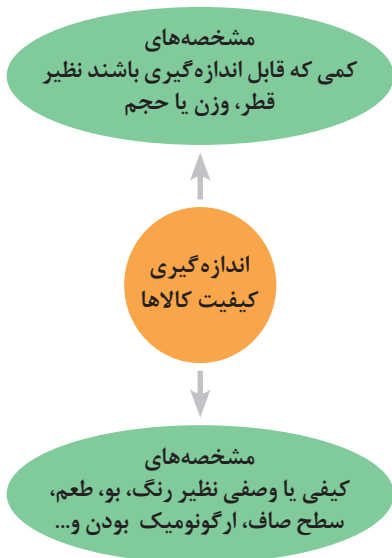 مشخصه‌های
کمی که قابل اندازه‌گیری باشند نظیر
قطر، وزن یا حجم
اندازه‌گیری
کیفیت کالاها
مشخصه‌های
کیفی یا وصفی نظیر رنگ، بو، طعم،
سطح صاف، ارگونومیک بودن و...